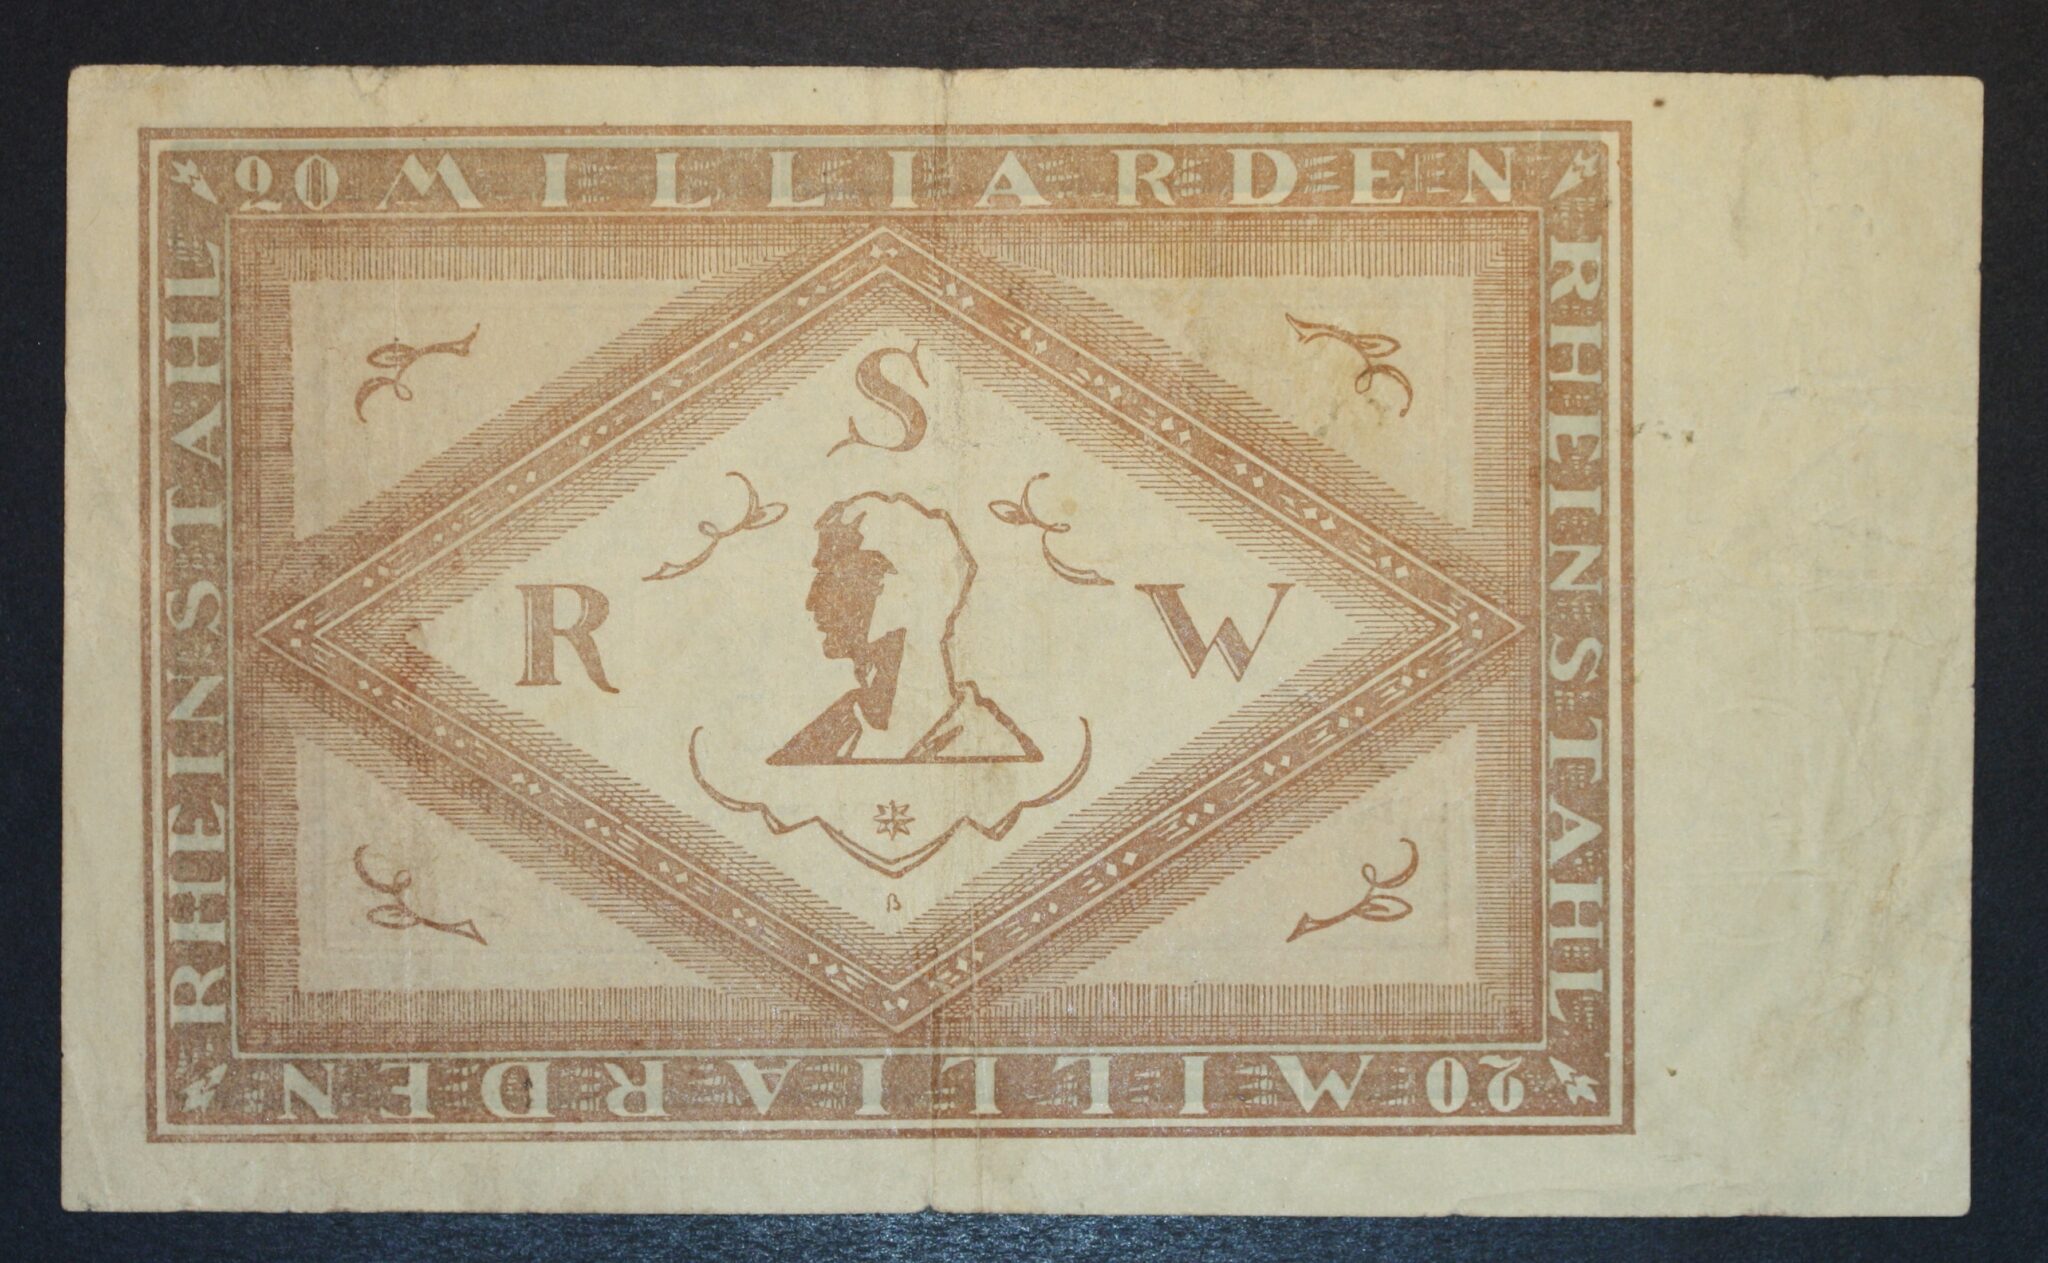 20 MILLIARDEN
RHEINSTAHL
RHEINSTAHL
S
R W
B
20 MILLIARDEN